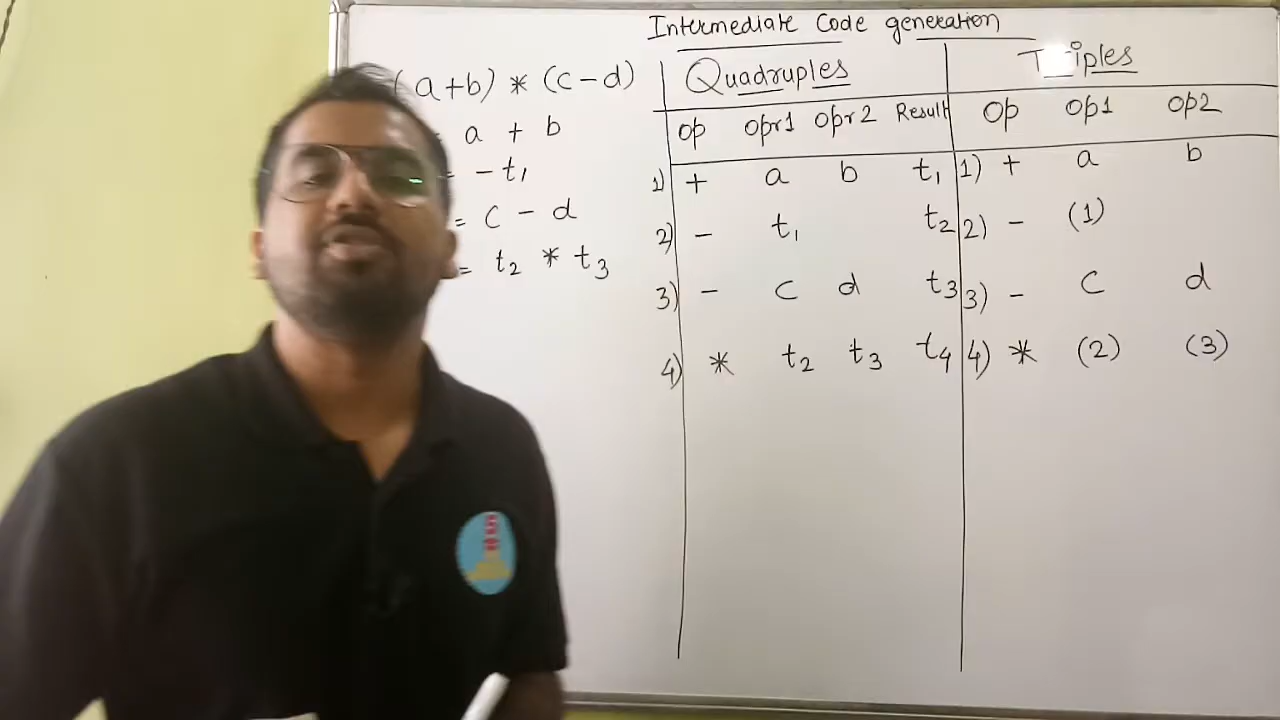 Intermediate Code generation
(a+b) * (c-d)
a + b
= -t₁
= c - d
= t₂ * t₃
Quadruples
Op Opr1 Opr2 Result
1) + a b t₁
2) - t₁ t₂
3) - c d t₃
4) * t₂ t₃ t₄
Triples
Op Op1 Op2
1) + a b
2) - (1)
3) - c d
4) * (2) (3)